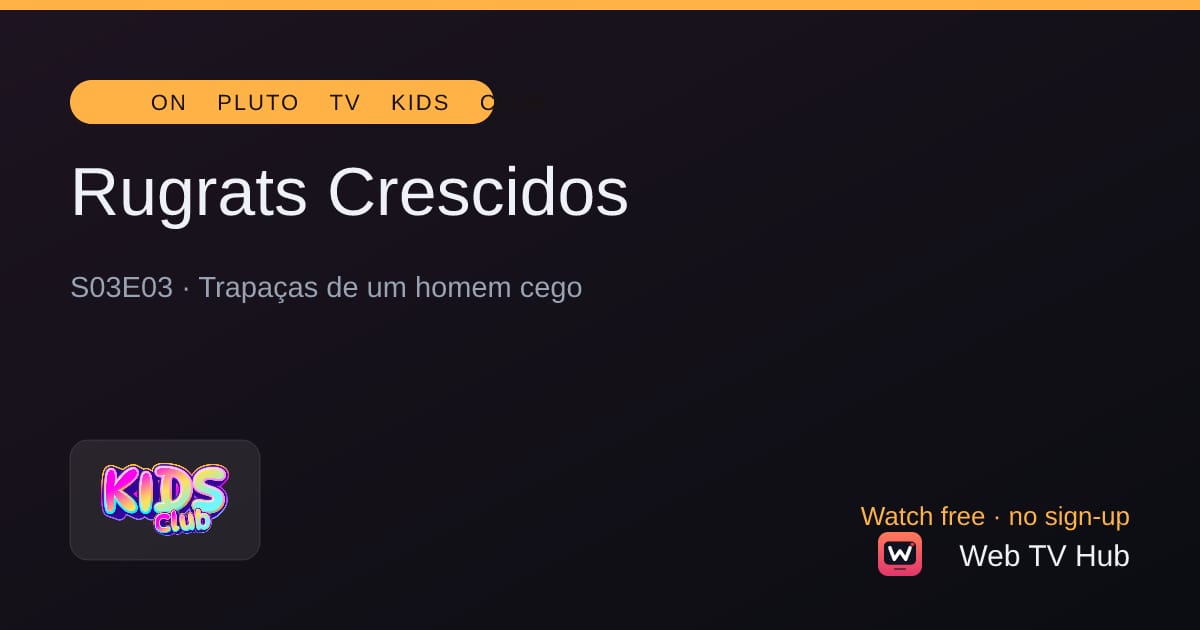 ON PLUTO TV KIDS
Rugrats Crescidos
S03E03 · Trapaças de um homem cego
KIDS
Club
Watch free · no sign-up
W Web TV Hub